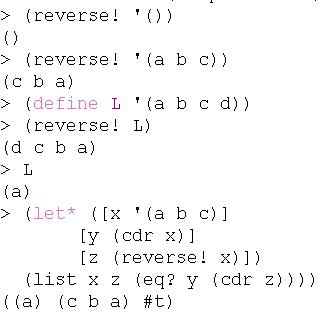 > (reverse! '())
()
> (reverse! '(a b c))
(c b a)
> (define L '(a b c d))
> (reverse! L)
(d c b a)
> L
(a)
> (let* ([x '(a b c)]
         [y (cdr x)]
         [z (reverse! x)])
    (list x z (eq? y (cdr z))))
((a) (c b a) #t)